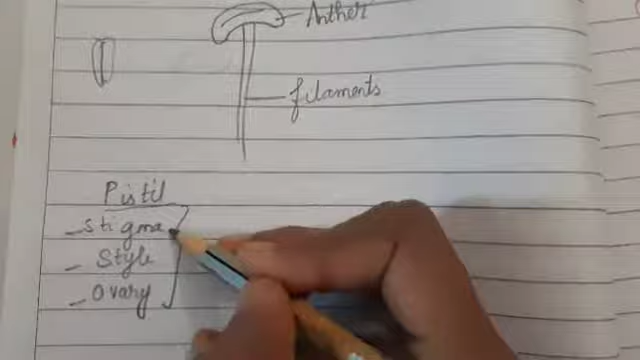 Anther
filaments
Pistil
- Stigma
- Style
- Ovary